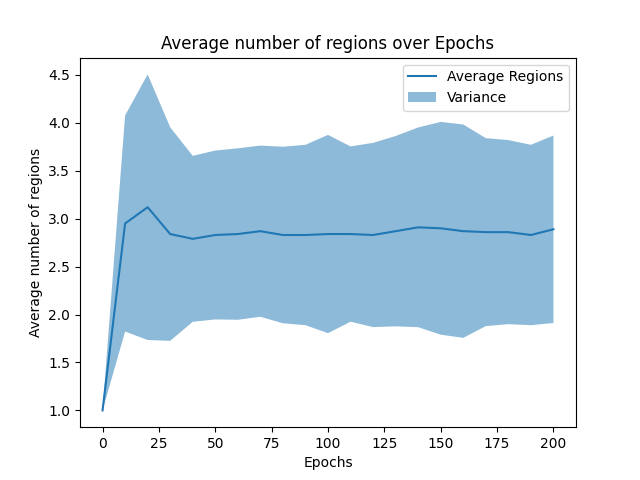 Average number of regions over Epochs
Average Regions
Variance
Average number of regions
4.5
4.0
3.5
3.0
2.5
2.0
1.5
1.0
0 25 50 75 100 125 150 175 200
Epochs